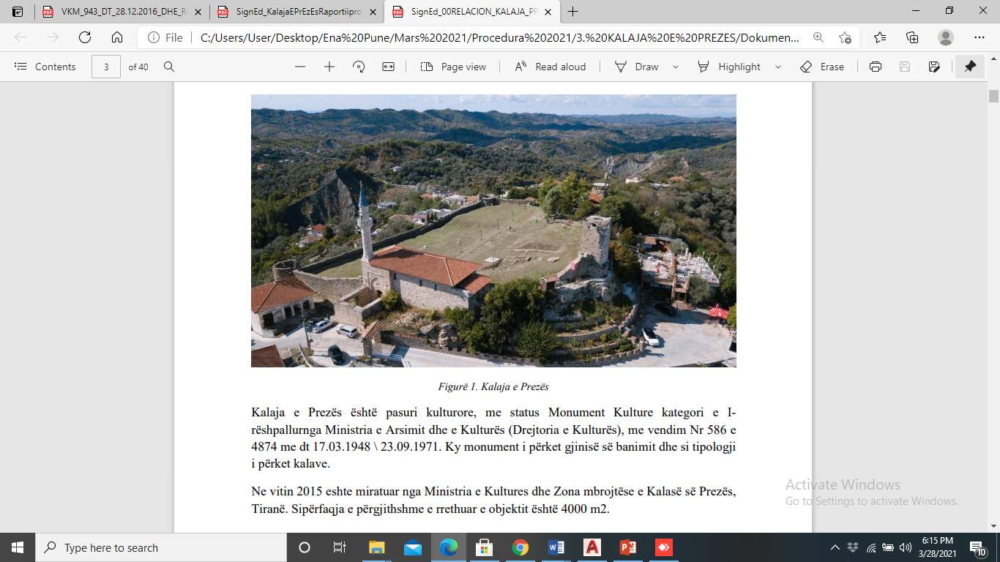 VKM_943_DT_28.12.2016_DHE_R
SignEd_KalajaEPrEzEsRaportiipro
SignEd_00RELACION_KALAJA_PR
File
C:/Users/User/Desktop/Ena%20Pune/Mars%202021/Procedura%202021/3.%20KALAJA%20E%20PREZES/Dokumen...
Contents
3
of 40
Page view
Read aloud
Draw
Highlight
Erase
Figurë 1. Kalaja e Prezës
Kalaja e Prezës është pasuri kulturore, me status Monument Kulture kategori e I-
rëshpallurnga Ministria e Arsimit dhe e Kulturës (Drejtoria e Kulturës), me vendim Nr 586 e
4874 me dt 17.03.1948 \ 23.09.1971. Ky monument i përket gjinisë së banimit dhe si tipologji
i përket kalave.
Ne vitin 2015 eshte miratuar nga Ministria e Kultures dhe Zona mbrojtëse e Kalasë së Prezës,
Tiranë. Sipërfaqja e përgjithshme e rrethuar e objektit është 4000 m2.
Activate Windows
Go to Settings to activate Windows.
Type here to search
6:15 PM
3/28/2021
10